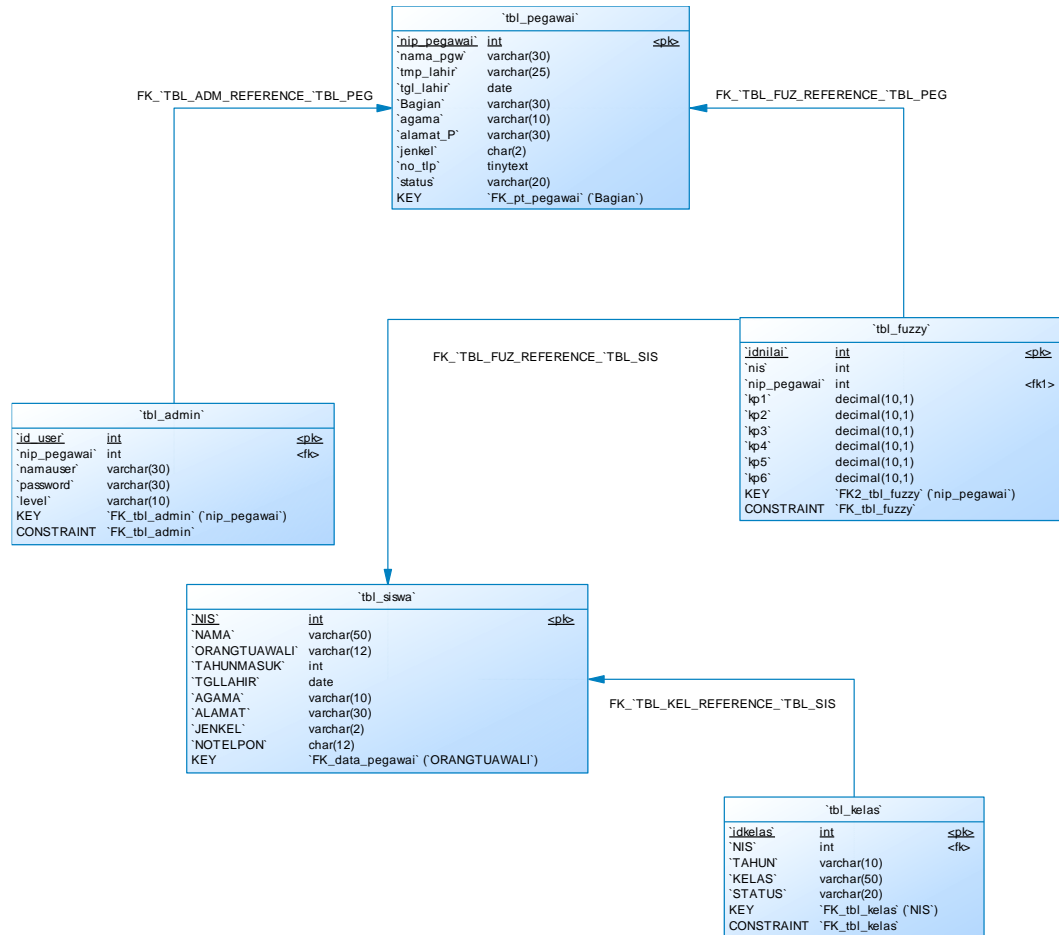 `tbl_pegawai`
`nip_pegawai` int <pk>
`nama_pgw` varchar(30)
`tmp_lahir` varchar(25)
`tgl_lahir` date
`Bagian` varchar(30)
`agama` varchar(10)
`alamat_P` varchar(30)
`jenkel` char(2)
`no_tlp` tinytext
`status` varchar(20)
KEY `FK_pt_pegawai` (`Bagian`)
FK_`TBL_ADM_REFERENCE_`TBL_PEG
FK_`TBL_FUZ_REFERENCE_`TBL_PEG
`tbl_fuzzy`
`idnilai` int <pk>
`nis` int
`nip_pegawai` int <fk1>
`kp1` decimal(10,1)
`kp2` decimal(10,1)
`kp3` decimal(10,1)
`kp4` decimal(10,1)
`kp5` decimal(10,1)
`kp6` decimal(10,1)
KEY `FK2_tbl_fuzzy` (`nip_pegawai`)
CONSTRAINT `FK_tbl_fuzzy`
FK_`TBL_FUZ_REFERENCE_`TBL_SIS
`tbl_admin`
`id_user` int <pk>
`nip_pegawai` int <fk>
`namauser` varchar(30)
`password` varchar(30)
`level` varchar(10)
KEY `FK_tbl_admin` (`nip_pegawai`)
CONSTRAINT `FK_tbl_admin`
`tbl_siswa`
`NIS` int <pk>
`NAMA` varchar(50)
`ORANGTUAWALI` varchar(12)
`TAHUNMASUK` int
`TGLLAHIR` date
`AGAMA` varchar(10)
`ALAMAT` varchar(30)
`JENKEL` varchar(2)
`NOTELPON` char(12)
KEY `FK_data_pegawai` (`ORANGTUAWALI`)
FK_`TBL_KEL_REFERENCE_`TBL_SIS
`tbl_kelas`
`idkelas` int <pk>
`NIS` int <fk>
`TAHUN` varchar(10)
`KELAS` varchar(50)
`STATUS` varchar(20)
KEY `FK_tbl_kelas` (`NIS`)
CONSTRAINT `FK_tbl_kelas`